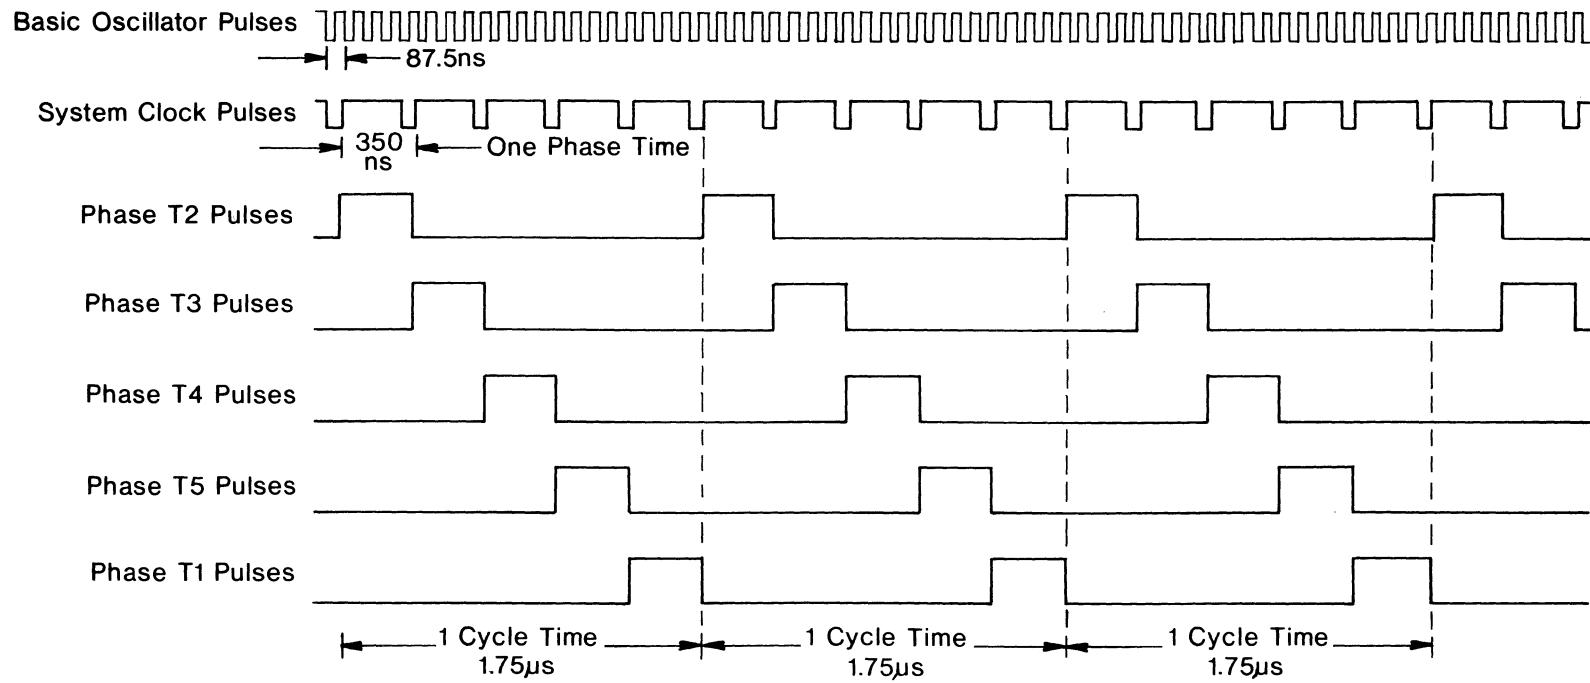 Basic Oscillator Pulses
87.5ns
System Clock Pulses
350
ns
One Phase Time
Phase T2 Pulses
Phase T3 Pulses
Phase T4 Pulses
Phase T5 Pulses
Phase T1 Pulses
1 Cycle Time
1.75µs
1 Cycle Time
1.75µs
1 Cycle Time
1.75µs